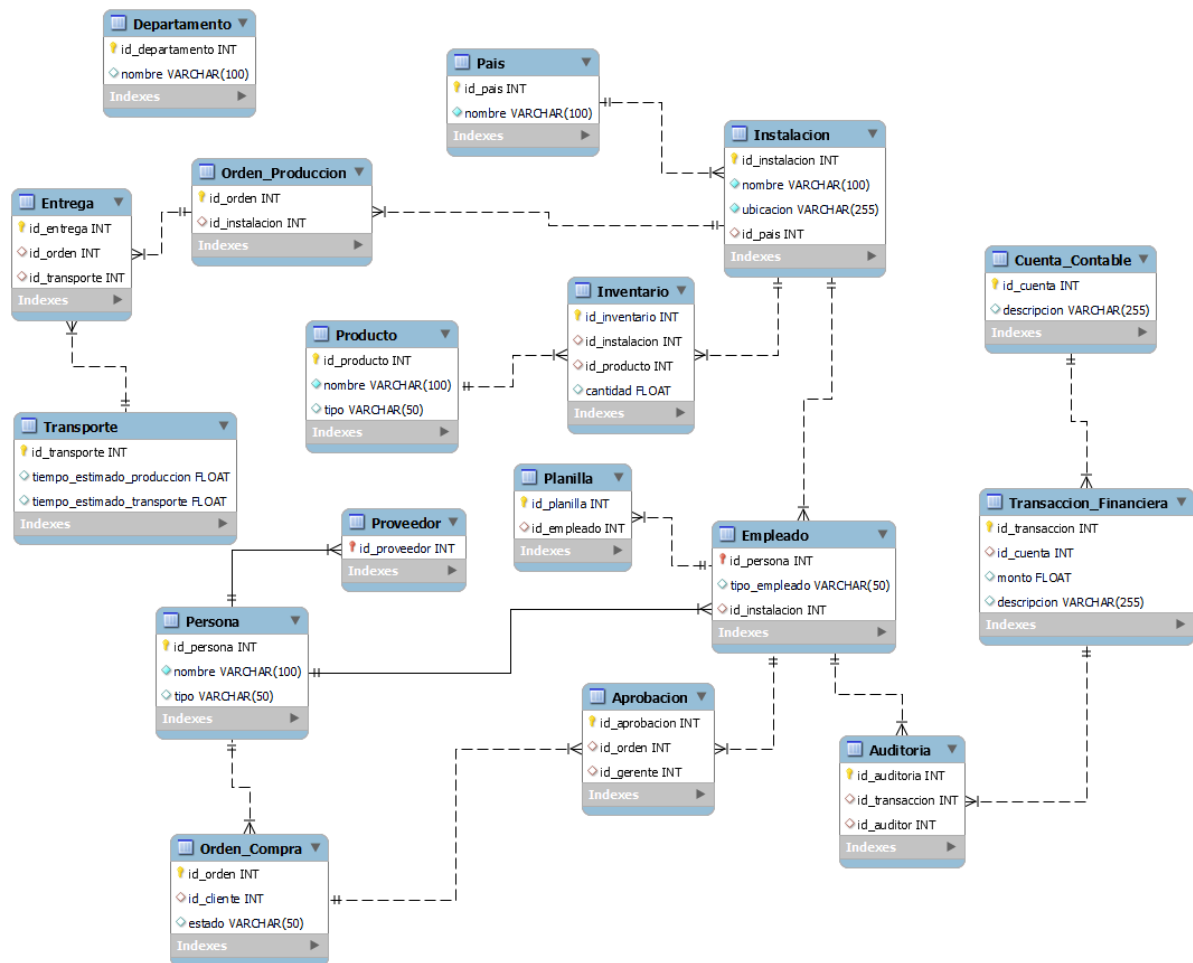 Departamento
id_departamento INT
nombre VARCHAR(100)
Indexes
Pais
id_pais INT
nombre VARCHAR(100)
Indexes
Instalacion
id_instalacion INT
nombre VARCHAR(100)
ubicacion VARCHAR(255)
id_pais INT
Indexes
Orden_Produccion
id_orden INT
id_instalacion INT
Indexes
Entrega
id_entrega INT
id_orden INT
id_transporte INT
Indexes
Cuenta_Contable
id_cuenta INT
descripcion VARCHAR(255)
Indexes
Inventario
id_inventario INT
id_instalacion INT
id_producto INT
cantidad FLOAT
Indexes
Producto
id_producto INT
nombre VARCHAR(100)
tipo VARCHAR(50)
Indexes
Transporte
id_transporte INT
tiempo_estimado_produccion FLOAT
tiempo_estimado_transporte FLOAT
Indexes
Planilla
id_planilla INT
id_empleado INT
Indexes
Transaccion_Financiera
id_transaccion INT
id_cuenta INT
monto FLOAT
descripcion VARCHAR(255)
Indexes
Proveedor
id_proveedor INT
Indexes
Empleado
id_persona INT
tipo_empleado VARCHAR(50)
id_instalacion INT
Indexes
Persona
id_persona INT
nombre VARCHAR(100)
tipo VARCHAR(50)
Indexes
Aprobacion
id_aprobacion INT
id_orden INT
id_gerente INT
Indexes
Auditoria
id_auditoria INT
id_transaccion INT
id_auditor INT
Indexes
Orden_Compra
id_orden INT
id_cliente INT
estado VARCHAR(50)
Indexes